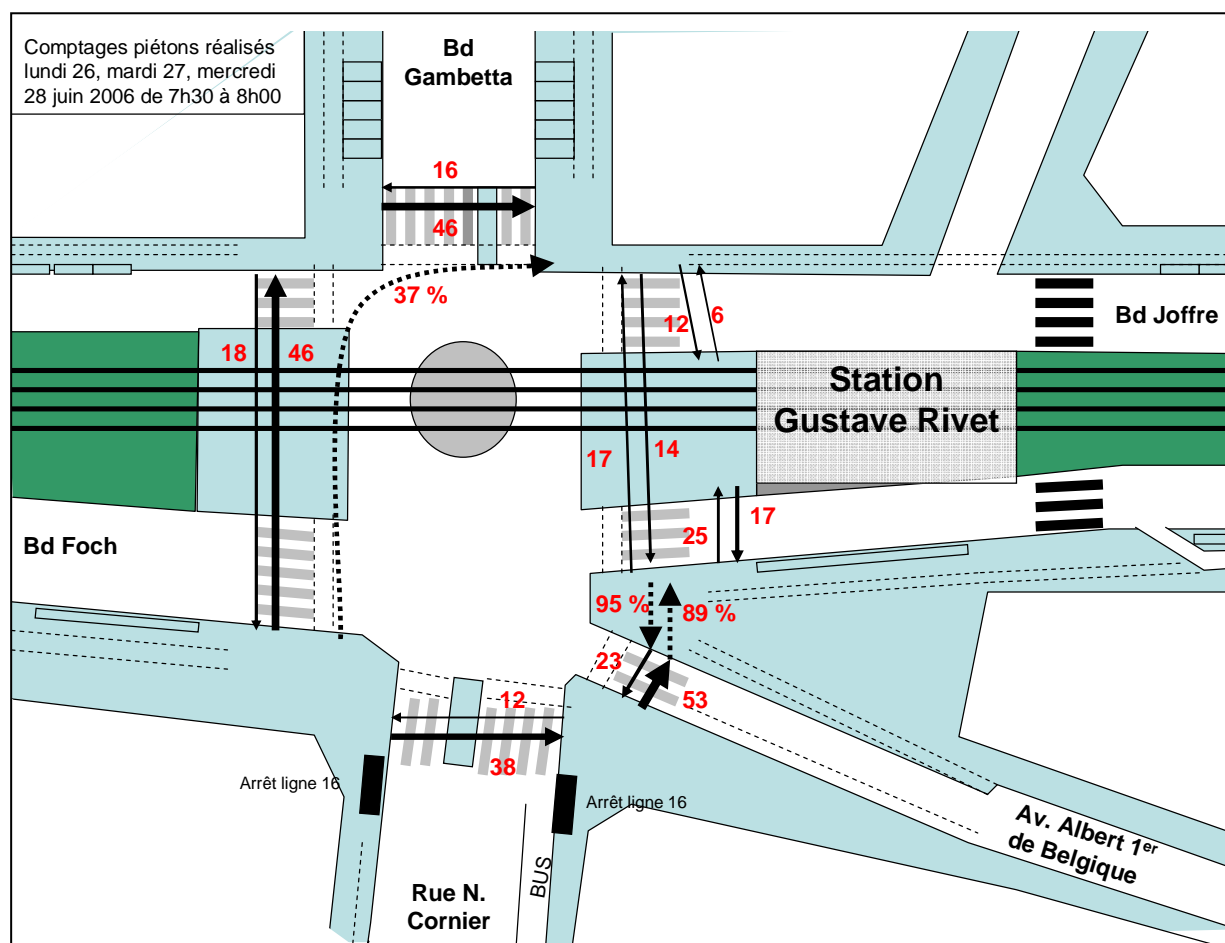 Comptages piétons réalisés
lundi 26, mardi 27, mercredi
28 juin 2006 de 7h30 à 8h00
Bd
Gambetta
16
46
37 %
12
6
Bd Joffre
18
46
Station
Gustave Rivet
17
14
25
17
Bd Foch
95 %
89 %
23
53
12
38
Arrêt ligne 16
Arrêt ligne 16
BUS
Rue N.
Cornier
Av. Albert 1er
de Belgique